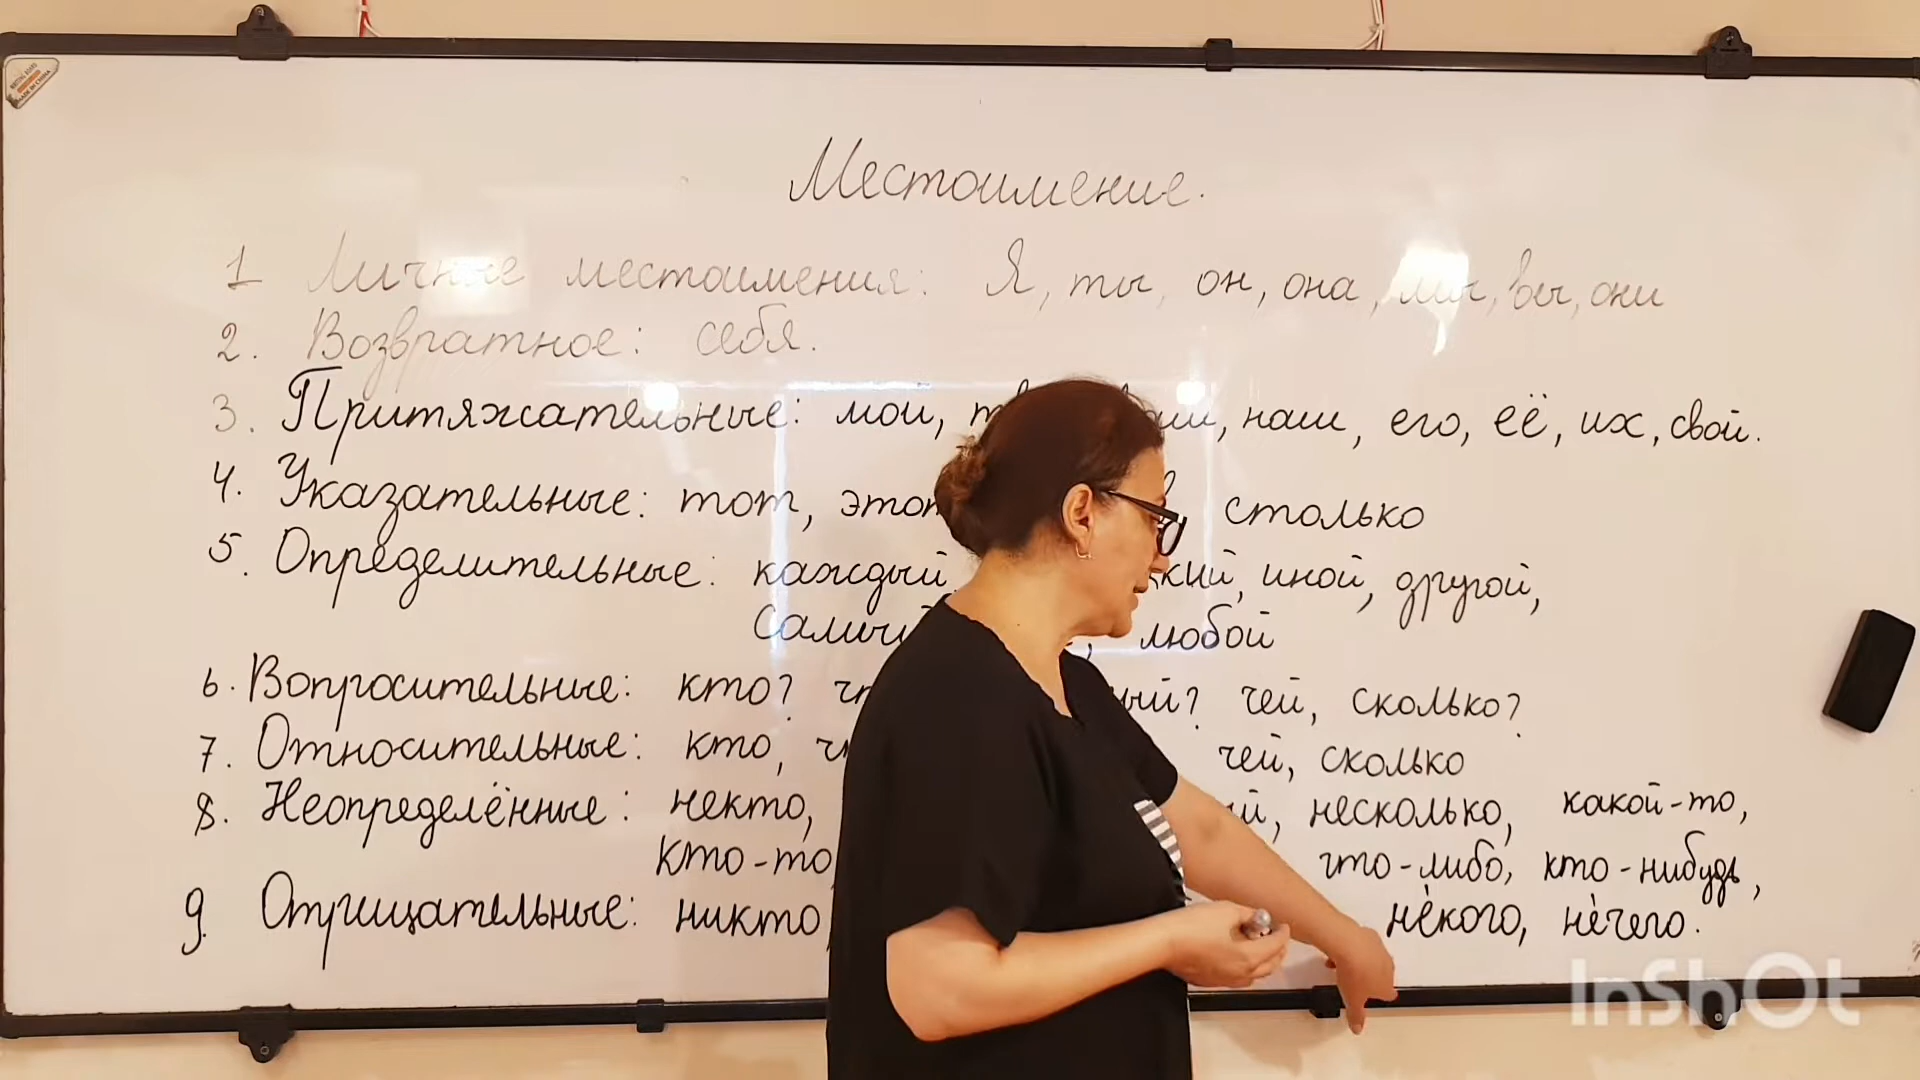 Местоимение.
1 Личные местоимения: Я, ты, он, она, мы, вы, они
2. Возвратное: себя.
3. Притяжательные: мой, наш, его, её, их, свой.
4. Указательные: тот, столько
5. Определительные: каждый, иной, другой,
любой
6. Вопросительные: кто? чей, сколько?
7. Относительные: кто, чей, сколько
8. Неопределённые: некто, несколько, какой-то,
кто-то, что-либо, кто-нибудь,
9. Отрицательные: никто, некого, нечего.
InShOt